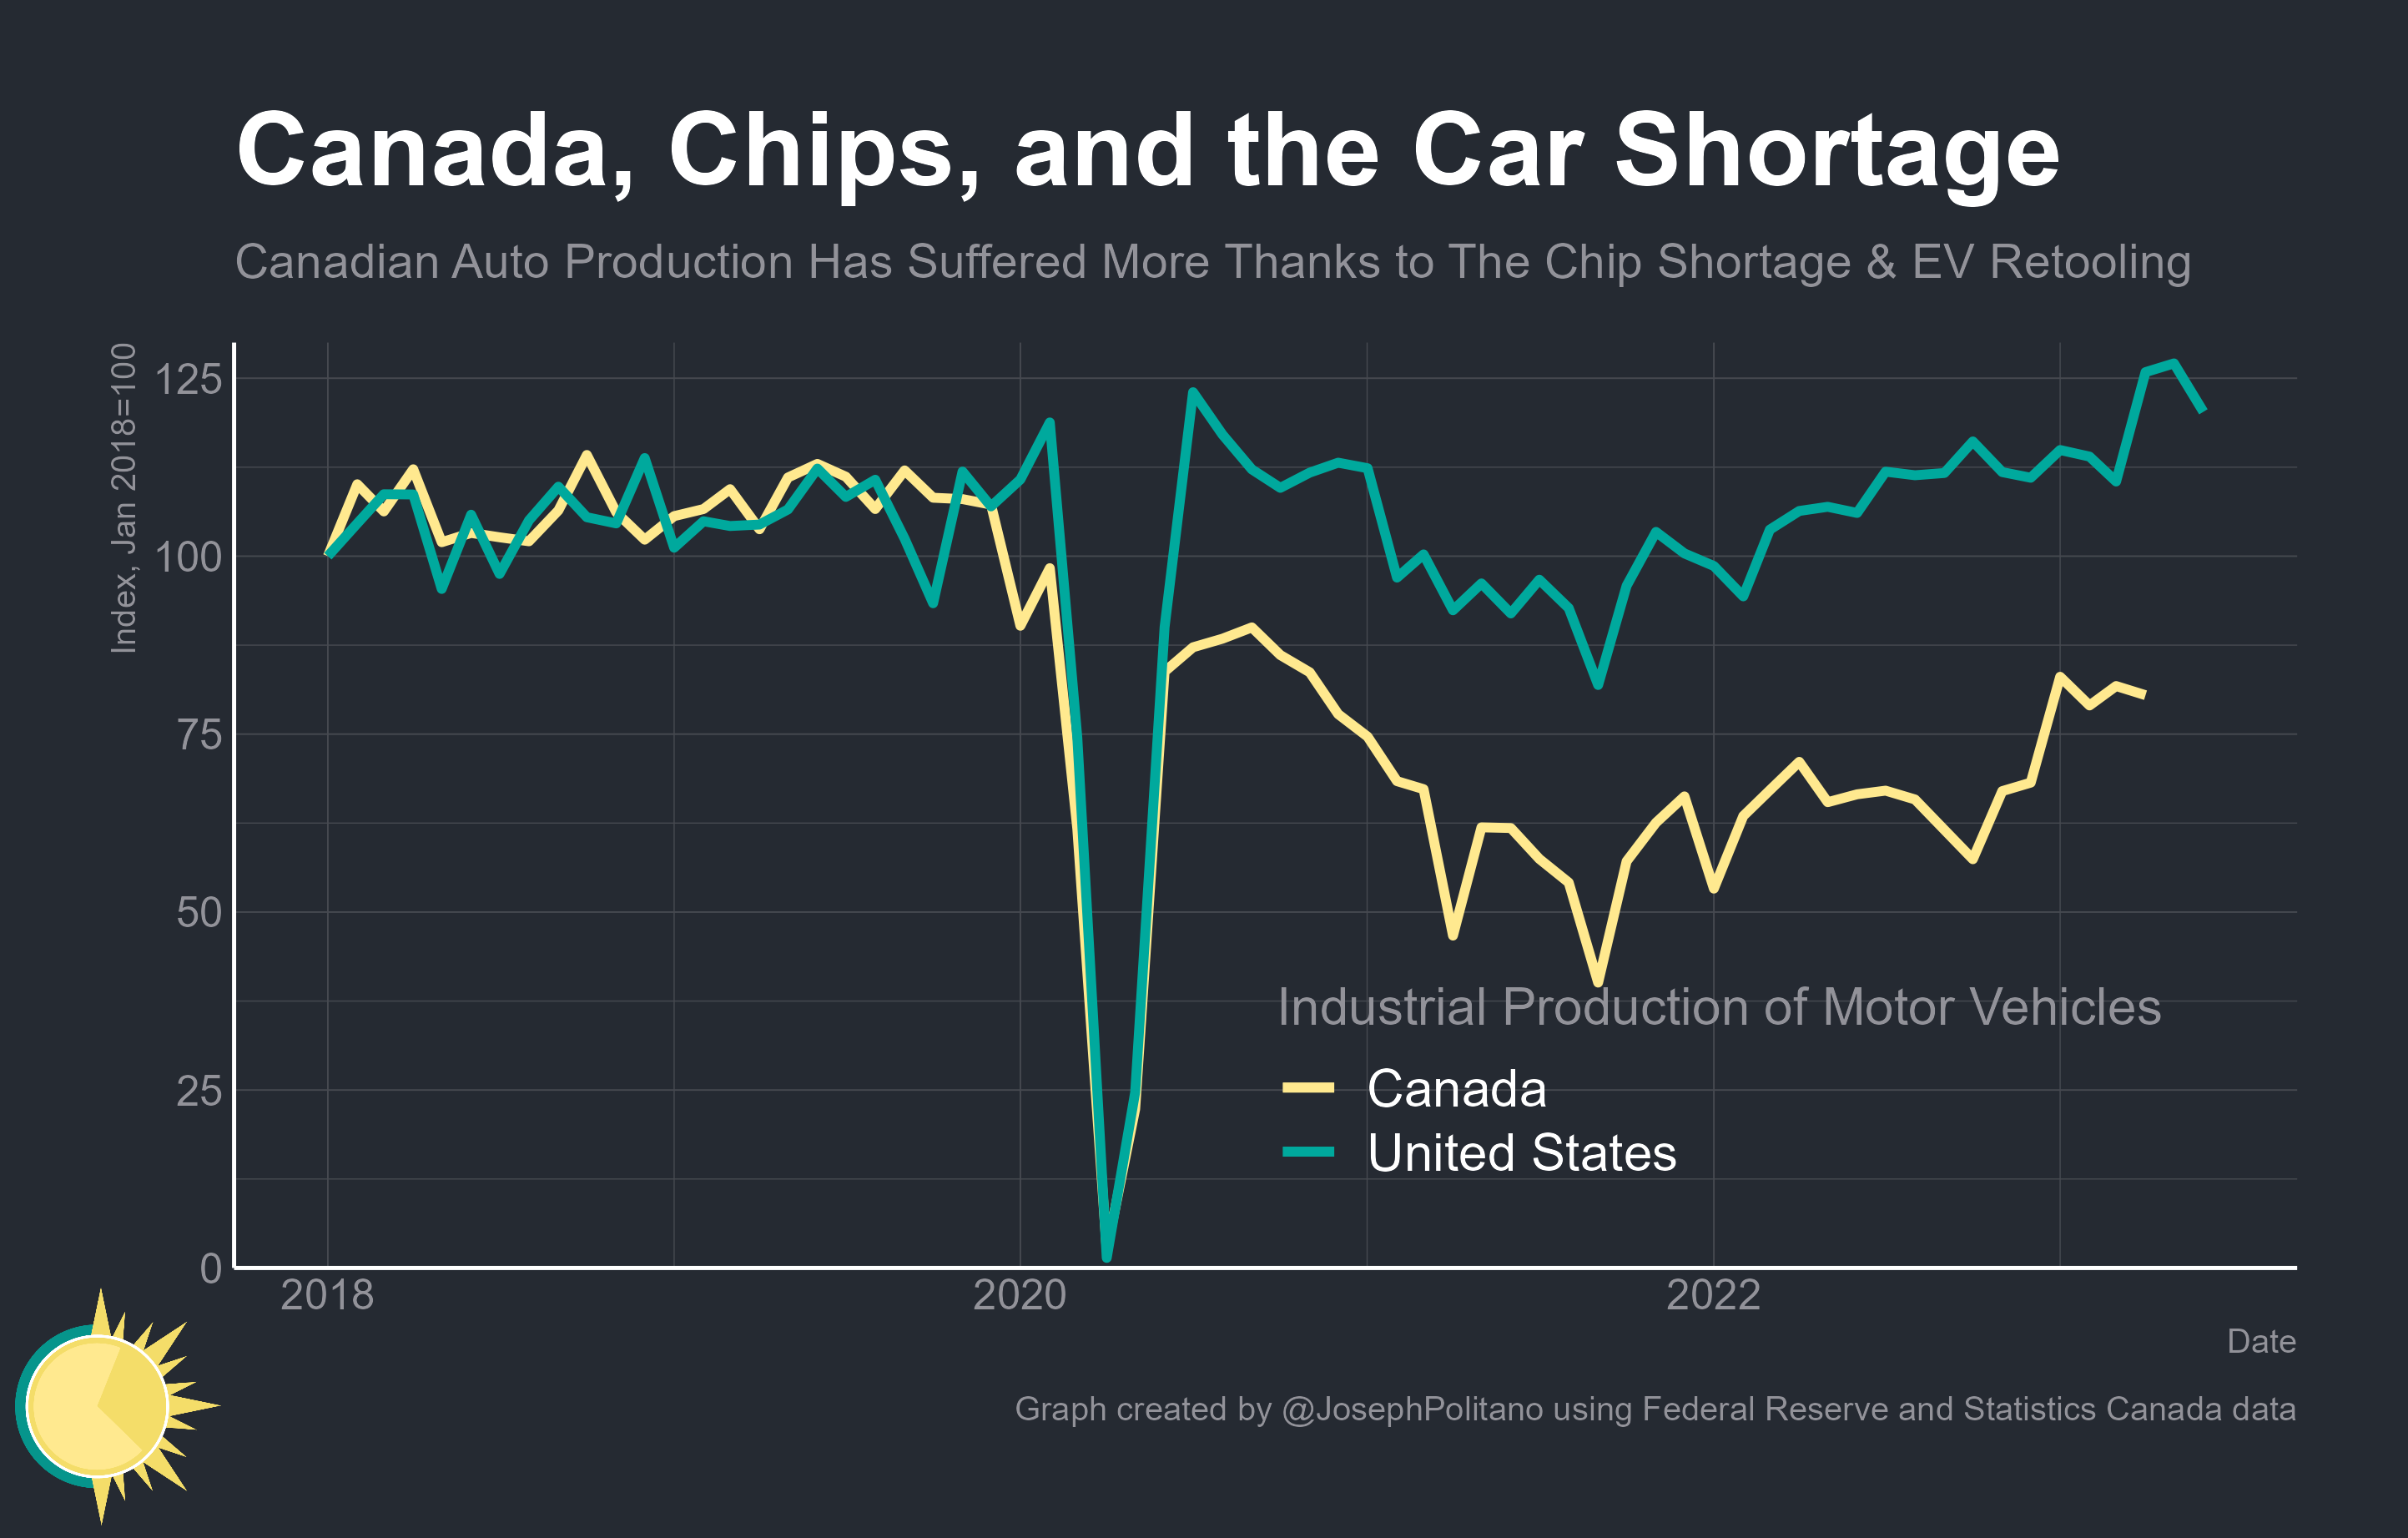 Canada, Chips, and the Car Shortage
Canadian Auto Production Has Suffered More Thanks to The Chip Shortage & EV Retooling
Index, Jan 2018=100
125
100
75
50
25
0
Industrial Production of Motor Vehicles
Canada
United States
2018
2020
2022
Date
Graph created by @JosephPolitano using Federal Reserve and Statistics Canada data